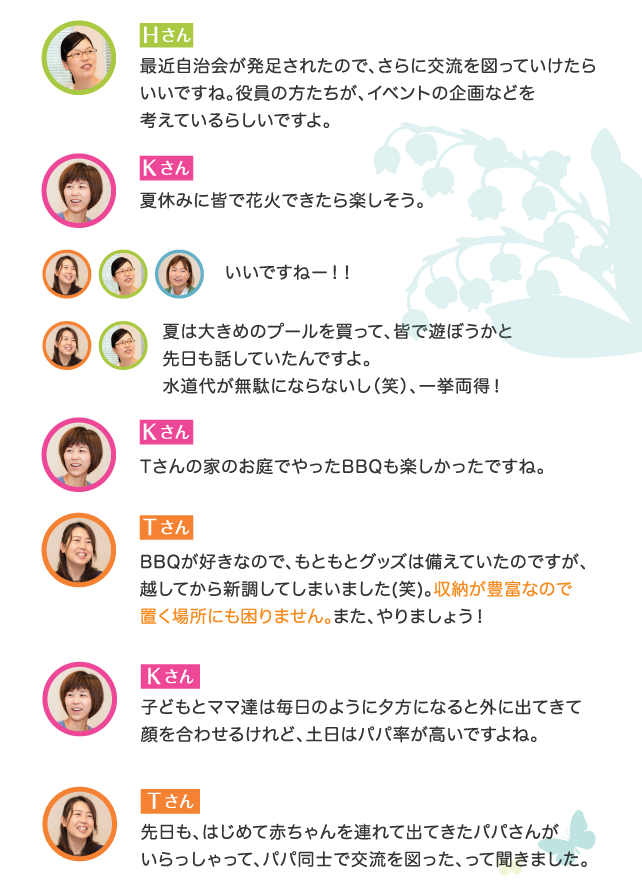 Hさん
最近自治会が発足されたので、さらに交流を図っていけたら
いいですね。役員の方たちが、イベントの企画などを
考えているらしいですよ。
Kさん
夏休みに皆で花火できたら楽しそう。
いいですねー！！
夏は大きめのプールを買って、皆で遊ぼうかと
先日も話していたんですよ。
水道代が無駄にならないし（笑）、一挙両得！
Kさん
Tさんの家のお庭でやったBBQも楽しかったですね。
Tさん
BBQが好きなので、もともとグッズは備えていたのですが、
越してから新調してしまいました(笑)。収納が豊富なので
置く場所にも困りません。また、やりましょう！
Kさん
子どもとママ達は毎日のように夕方になると外に出てきて
顔を合わせるけれど、土日はパパ率が高いですよね。
Tさん
先日も、はじめて赤ちゃんを連れて出てきたパパさんが
いらっしゃって、パパ同士で交流を図った、って聞きました。